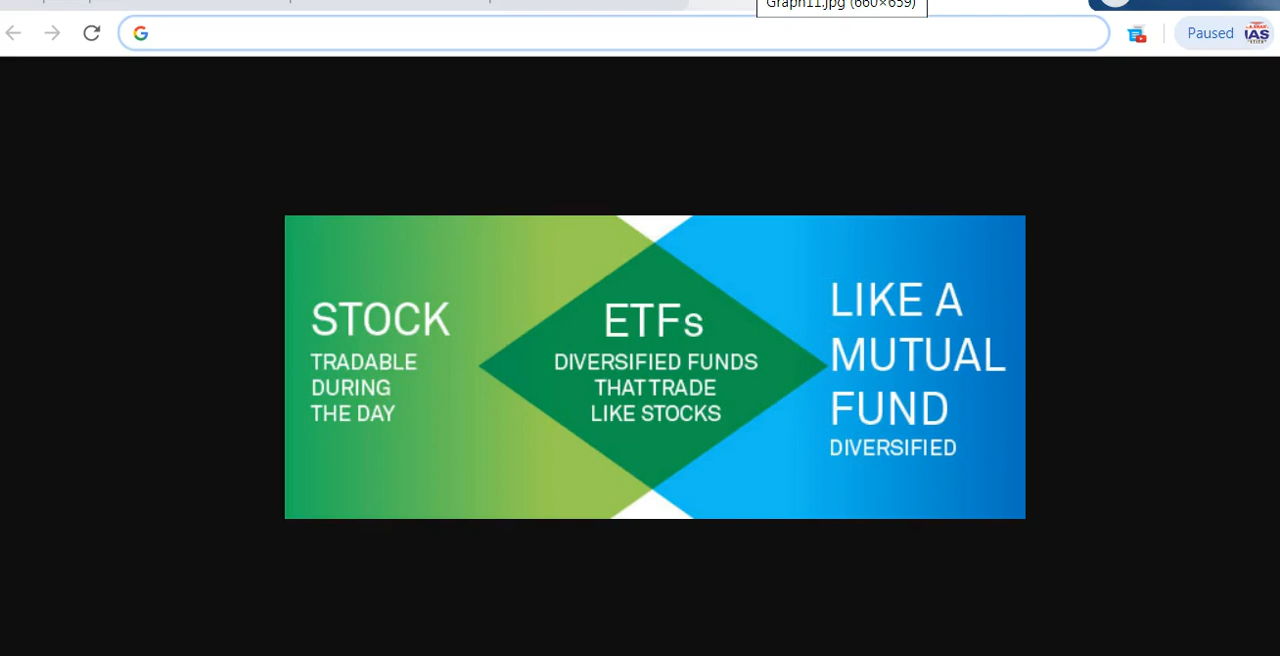 Graph11.jpg (660×659)
Paused
IAS
STOCK
TRADABLE
DURING
THE DAY
ETFs
DIVERSIFIED FUNDS
THAT TRADE
LIKE STOCKS
LIKE A
MUTUAL
FUND
DIVERSIFIED